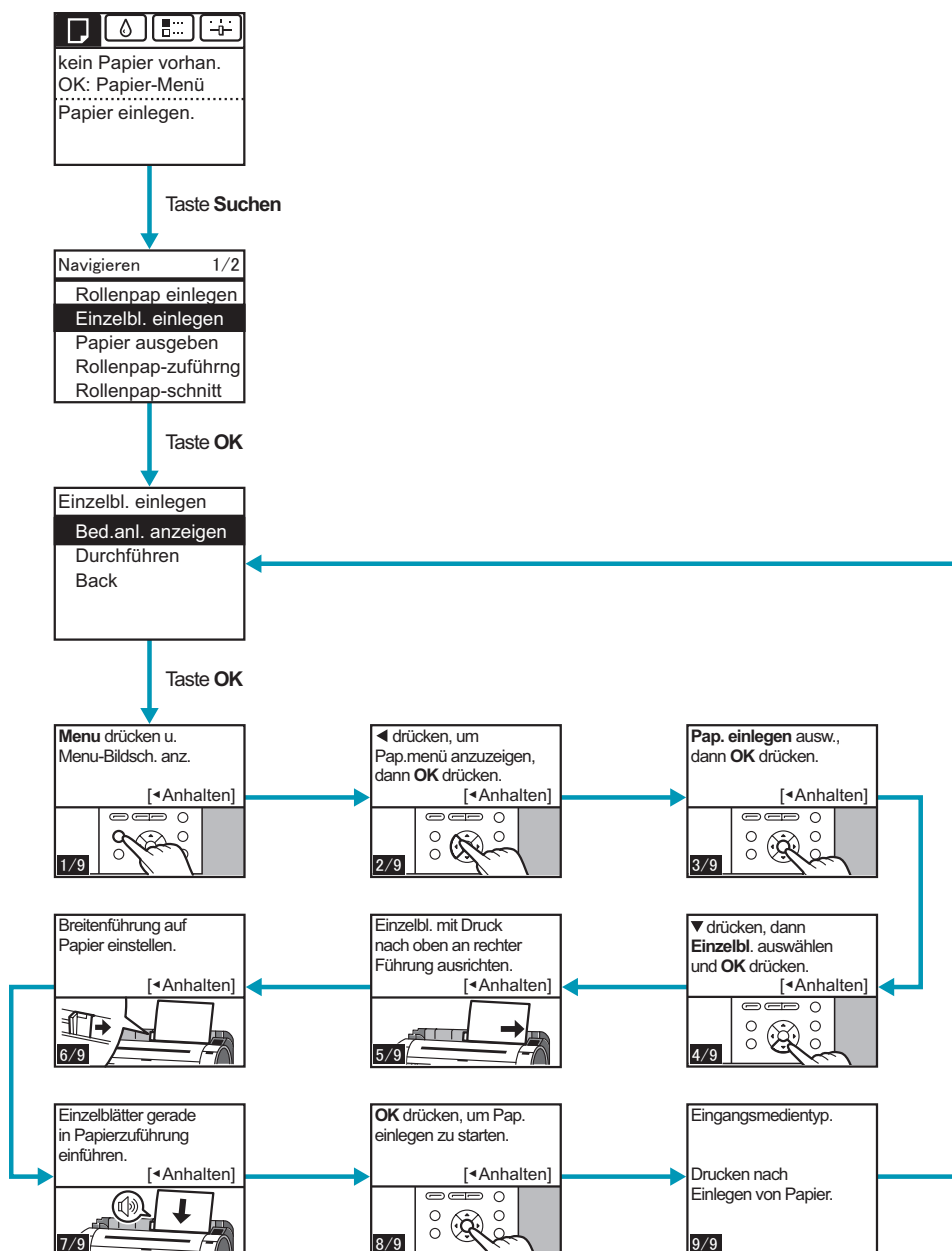 kein Papier vorhan.
OK: Papier-Menü
Papier einlegen.
Taste Suchen
Navigieren 1/2
Rollenpap einlegen
Einzelbl. einlegen
Papier ausgeben
Rollenpap-zuführng
Rollenpap-schnitt
Taste OK
Einzelbl. einlegen
Bed.anl. anzeigen
Durchführen
Back
Taste OK
Menu drücken u.
Menu-Bildsch. anz.
[◂Anhalten]
1/9
◀ drücken, um
Pap.menü anzuzeigen,
dann OK drücken.
[◂Anhalten]
2/9
Pap. einlegen ausw.,
dann OK drücken.
[◂Anhalten]
3/9
▼ drücken, dann
Einzelbl. auswählen
und OK drücken.
[◂Anhalten]
4/9
Einzelbl. mit Druck
nach oben an rechter
Führung ausrichten.
[◂Anhalten]
5/9
Breitenführung auf
Papier einstellen.
[◂Anhalten]
6/9
Einzelblätter gerade
in Papierzuführung
einführen.
[◂Anhalten]
7/9
OK drücken, um Pap.
einlegen zu starten.
[◂Anhalten]
8/9
Eingangsmedientyp.
Drucken nach
Einlegen von Papier.
9/9